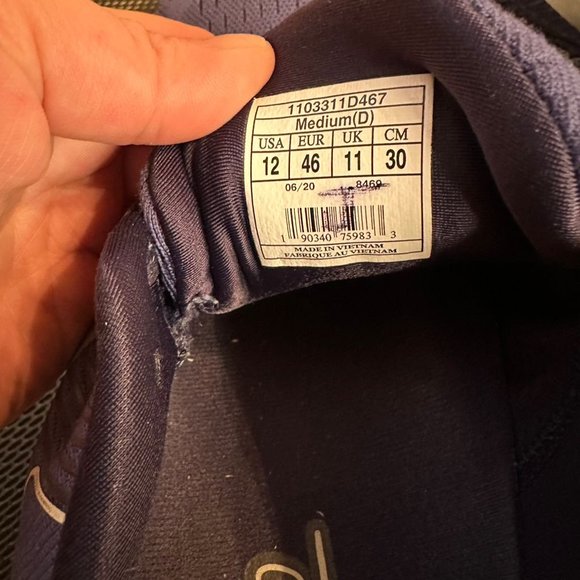 1103311D467
Medium(D)
USA EUR UK CM
12 46 11 30
06/20 8469
1 90340 75983 3
MADE IN VIETNAM
FABRIQUE AU VIETNAM